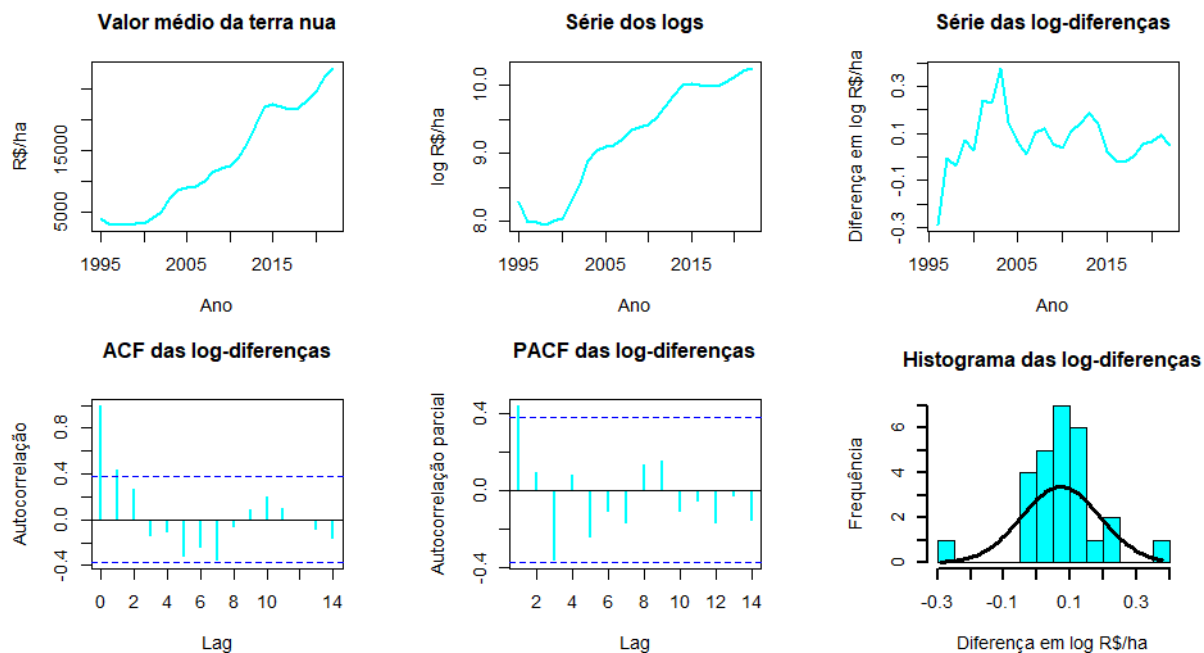 Valor médio da terra nua
R$/ha
5000 15000
1995 2005 2015
Ano
Série dos logs
log R$/ha
8.0 9.0 10.0
1995 2005 2015
Ano
Série das log-diferenças
Diferença em log R$/ha
-0.3 -0.1 0.1 0.3
1995 2005 2015
Ano
ACF das log-diferenças
Autocorrelação
-0.4 0.0 0.4 0.8
0 2 4 6 8 10 14
Lag
PACF das log-diferenças
Autocorrelação parcial
-0.4 0.0 0.4
2 4 6 8 10 12 14
Lag
Histograma das log-diferenças
Frequência
0 2 4 6
-0.3 -0.1 0.1 0.3
Diferença em log R$/ha